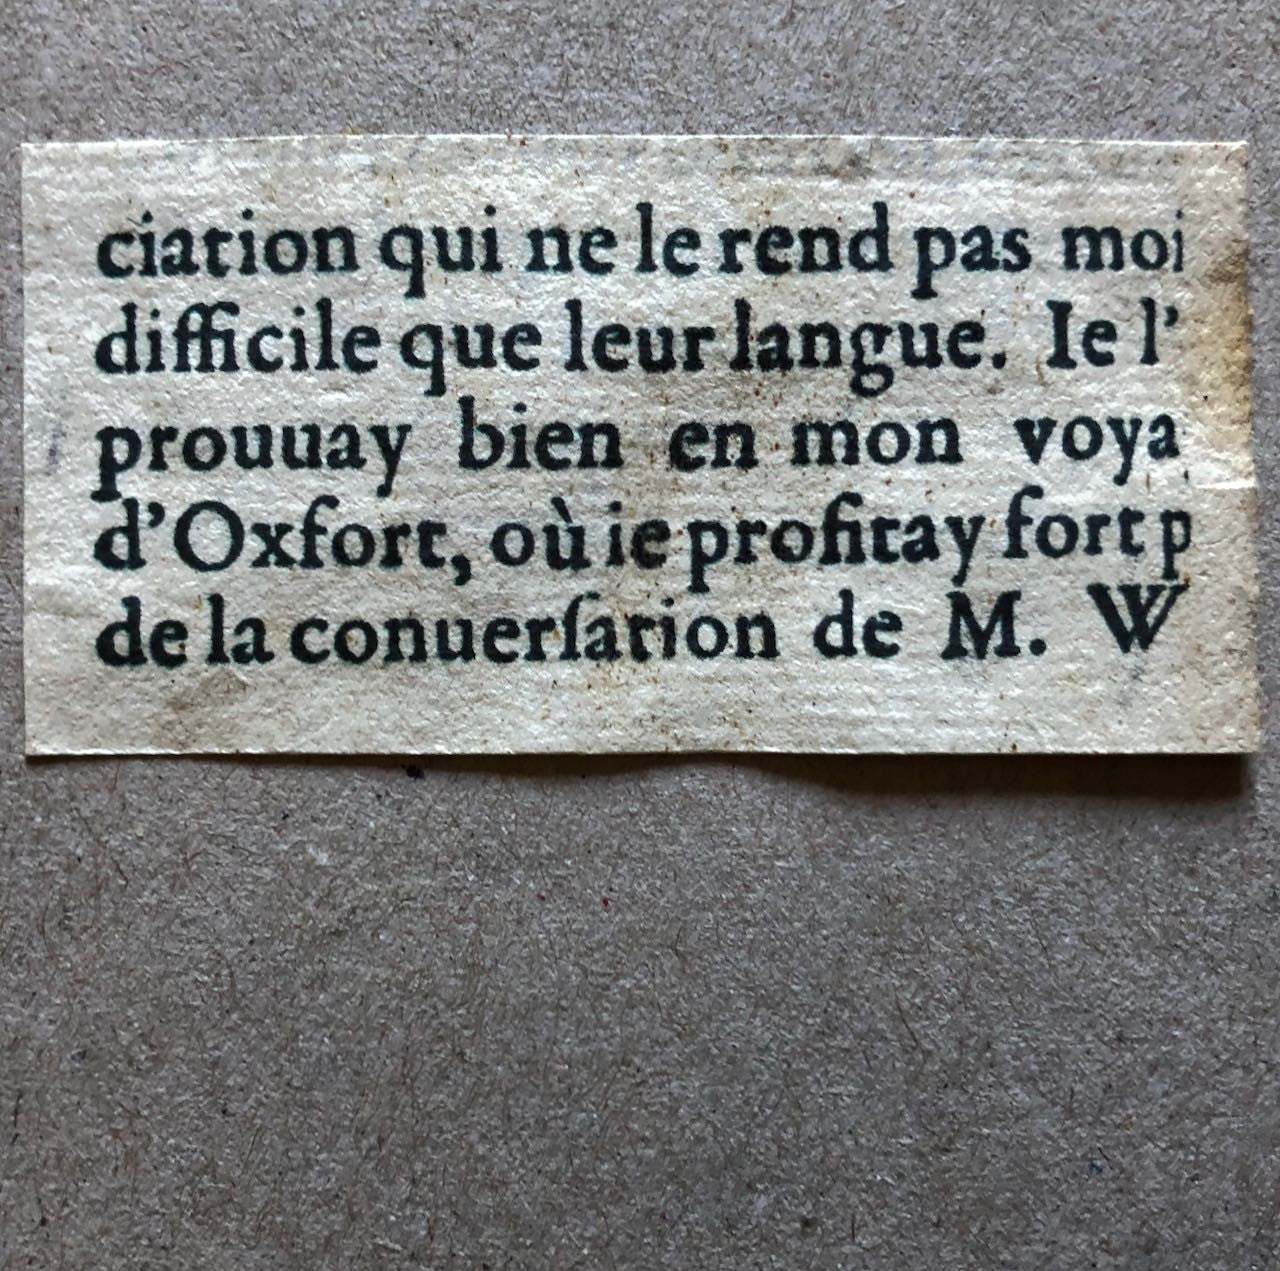 ciation qui ne le rend pas moi
difficile que leur langue. Ie l'
prouuay bien en mon voya
d'Oxfort, où ie profitay fort p
de la conuerſation de M. W